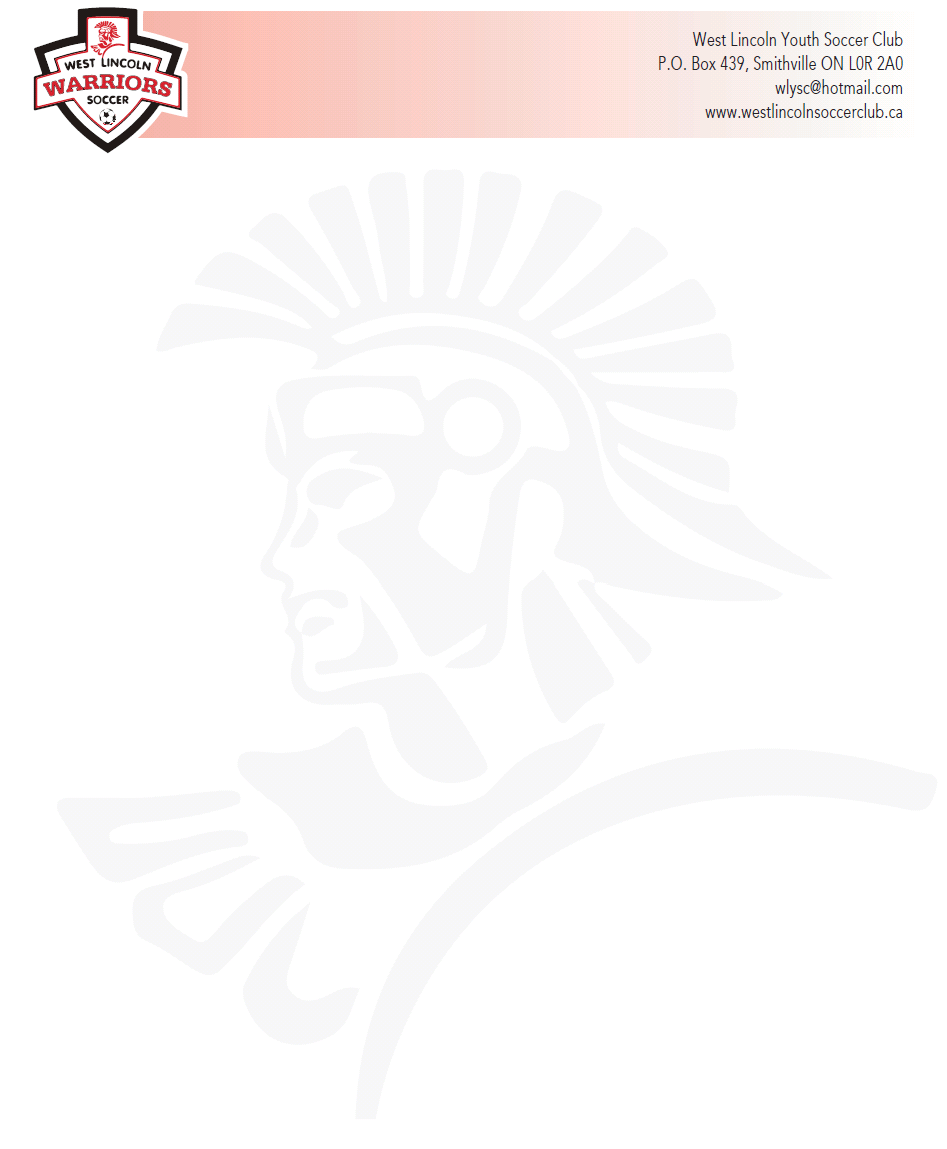 WEST LINCOLN
WARRIORS
SOCCER
West Lincoln Youth Soccer Club
P.O. Box 439, Smithville ON L0R 2A0
wlysc@hotmail.com
www.westlincolnsoccerclub.ca